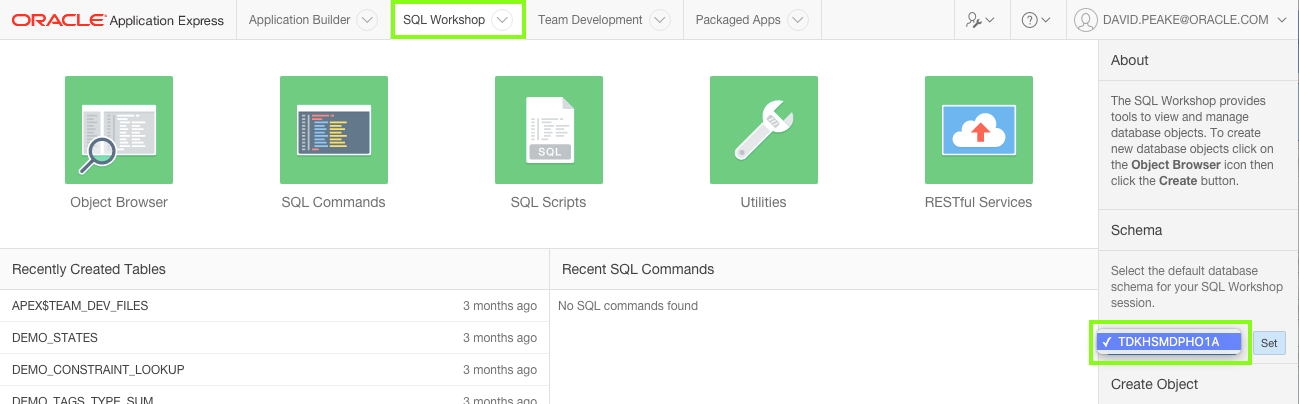 ORACLE Application Express Application Builder SQL Workshop Team Development Packaged Apps DAVID.PEAKE@ORACLE.COM
SQL
Object Browser SQL Commands SQL Scripts Utilities RESTful Services
Recently Created Tables
APEX$TEAM_DEV_FILES 3 months ago
DEMO_STATES 3 months ago
DEMO_CONSTRAINT_LOOKUP 3 months ago
DEMO_TAGS_TYPE_SUM 3 months ago
Recent SQL Commands
No SQL commands found
About
The SQL Workshop provides
tools to view and manage
database objects. To create
new database objects click on
the Object Browser icon then
click the Create button.
Schema
Select the default database
schema for your SQL Workshop
session.
✓ TDKHSMDPHO1A Set
Create Object